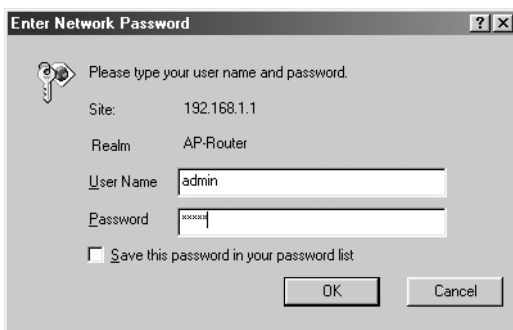 Enter Network Password
Please type your user name and password.
Site: 192.168.1.1
Realm AP-Router
User Name admin
Password xxxxx
Save this password in your password list
OK Cancel